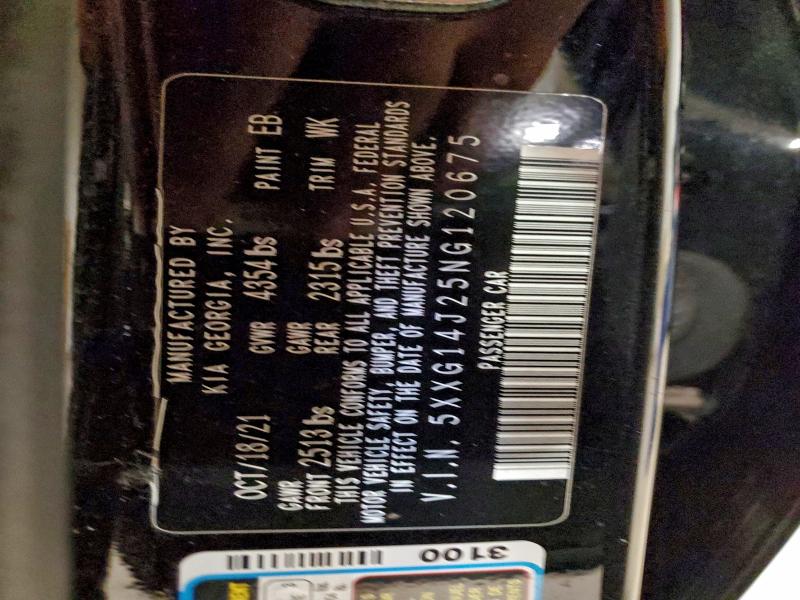 MANUFACTURED BY
KIA GEORGIA, INC.
OCT/18/21 GVWR 4354lbs PAINT EB
GAWR FRONT 2513lbs GAWR REAR 2315lbs TRIM WK
THIS VEHICLE CONFORMS TO ALL APPLICABLE U.S.A. FEDERAL
MOTOR VEHICLE SAFETY, BUMPER, AND THEFT PREVENTION STANDARDS
IN EFFECT ON THE DATE OF MANUFACTURE SHOWN ABOVE.
V.I.N. 5XXG14J25NG120675
PASSENGER CAR
3100